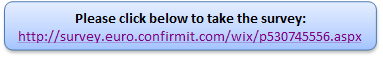 Please click below to take the survey:
http://survey.euro.confirmit.com/wix/p530745556.aspx